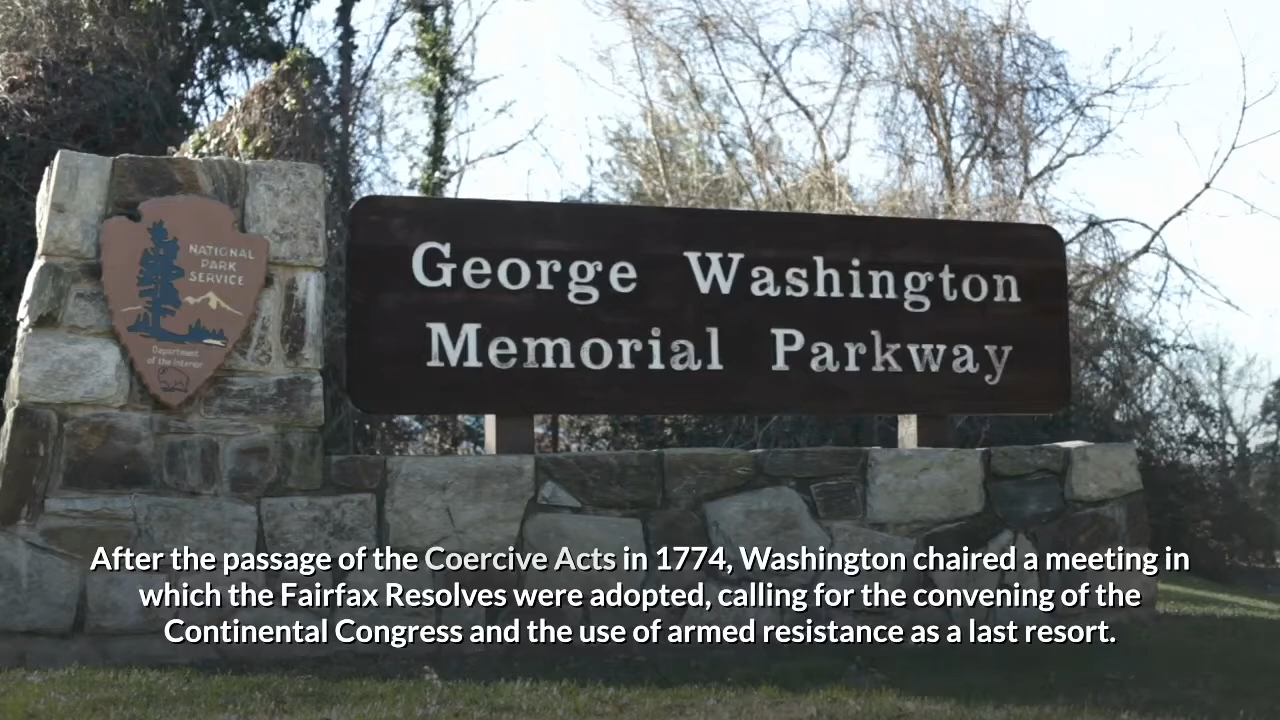 NATIONAL
PARK
SERVICE
Department
of the Interior
George Washington
Memorial Parkway
After the passage of the Coercive Acts in 1774, Washington chaired a meeting in
which the Fairfax Resolves were adopted, calling for the convening of the
Continental Congress and the use of armed resistance as a last resort.